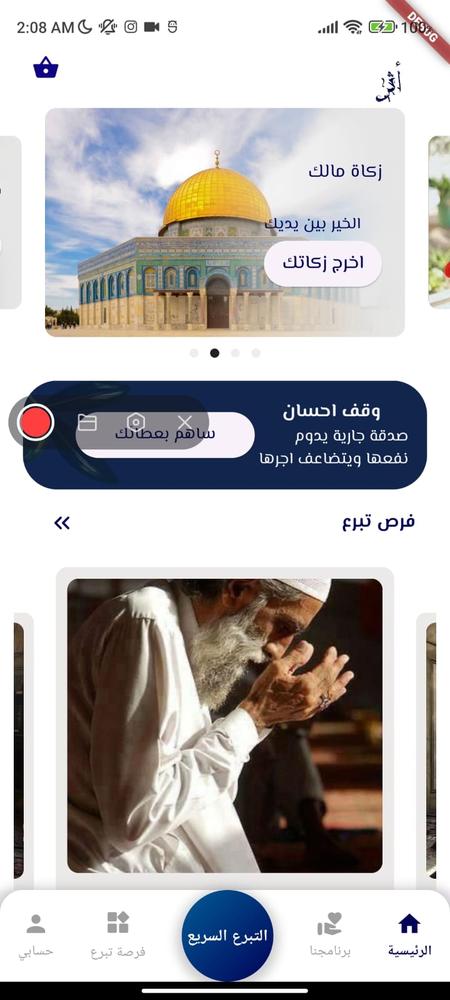 2:08 AM
100%
DEBUG
زكاة مالك
الخير بين يديك
اخرج زكاتك
وقف احسان
صدقة جارية يدوم
نفعها ويتضاعف اجرها
ساهم بعطائك
فرص تبرع
الرئيسية
برنامجنا
التبرع السريع
فرصة تبرع
حسابي